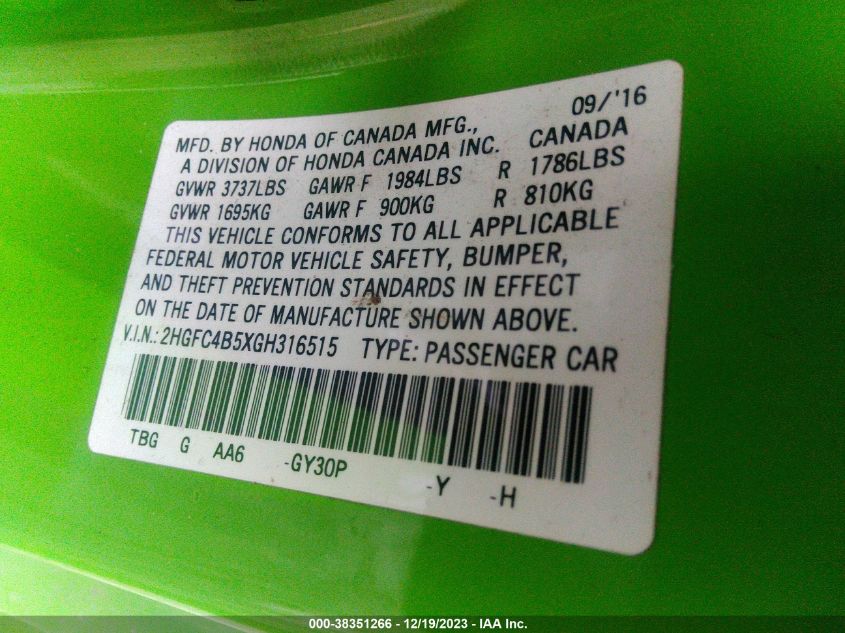 09/'16
MFD. BY HONDA OF CANADA MFG.,
A DIVISION OF HONDA CANADA INC. CANADA
GVWR 3737LBS GAWR F 1984LBS R 1786LBS
GVWR 1695KG GAWR F 900KG R 810KG
THIS VEHICLE CONFORMS TO ALL APPLICABLE
FEDERAL MOTOR VEHICLE SAFETY, BUMPER,
AND THEFT PREVENTION STANDARDS IN EFFECT
ON THE DATE OF MANUFACTURE SHOWN ABOVE.
V.I.N.: 2HGFC4B5XGH316515 TYPE: PASSENGER CAR
TBG G AA6 -GY30P -Y -H
000-38351266 - 12/19/2023 - IAA Inc.